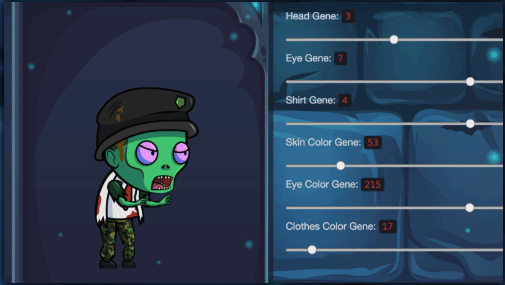 Head Gene: 3
Eye Gene: 7
Shirt Gene: 4
Skin Color Gene: 53
Eye Color Gene: 215
Clothes Color Gene: 17